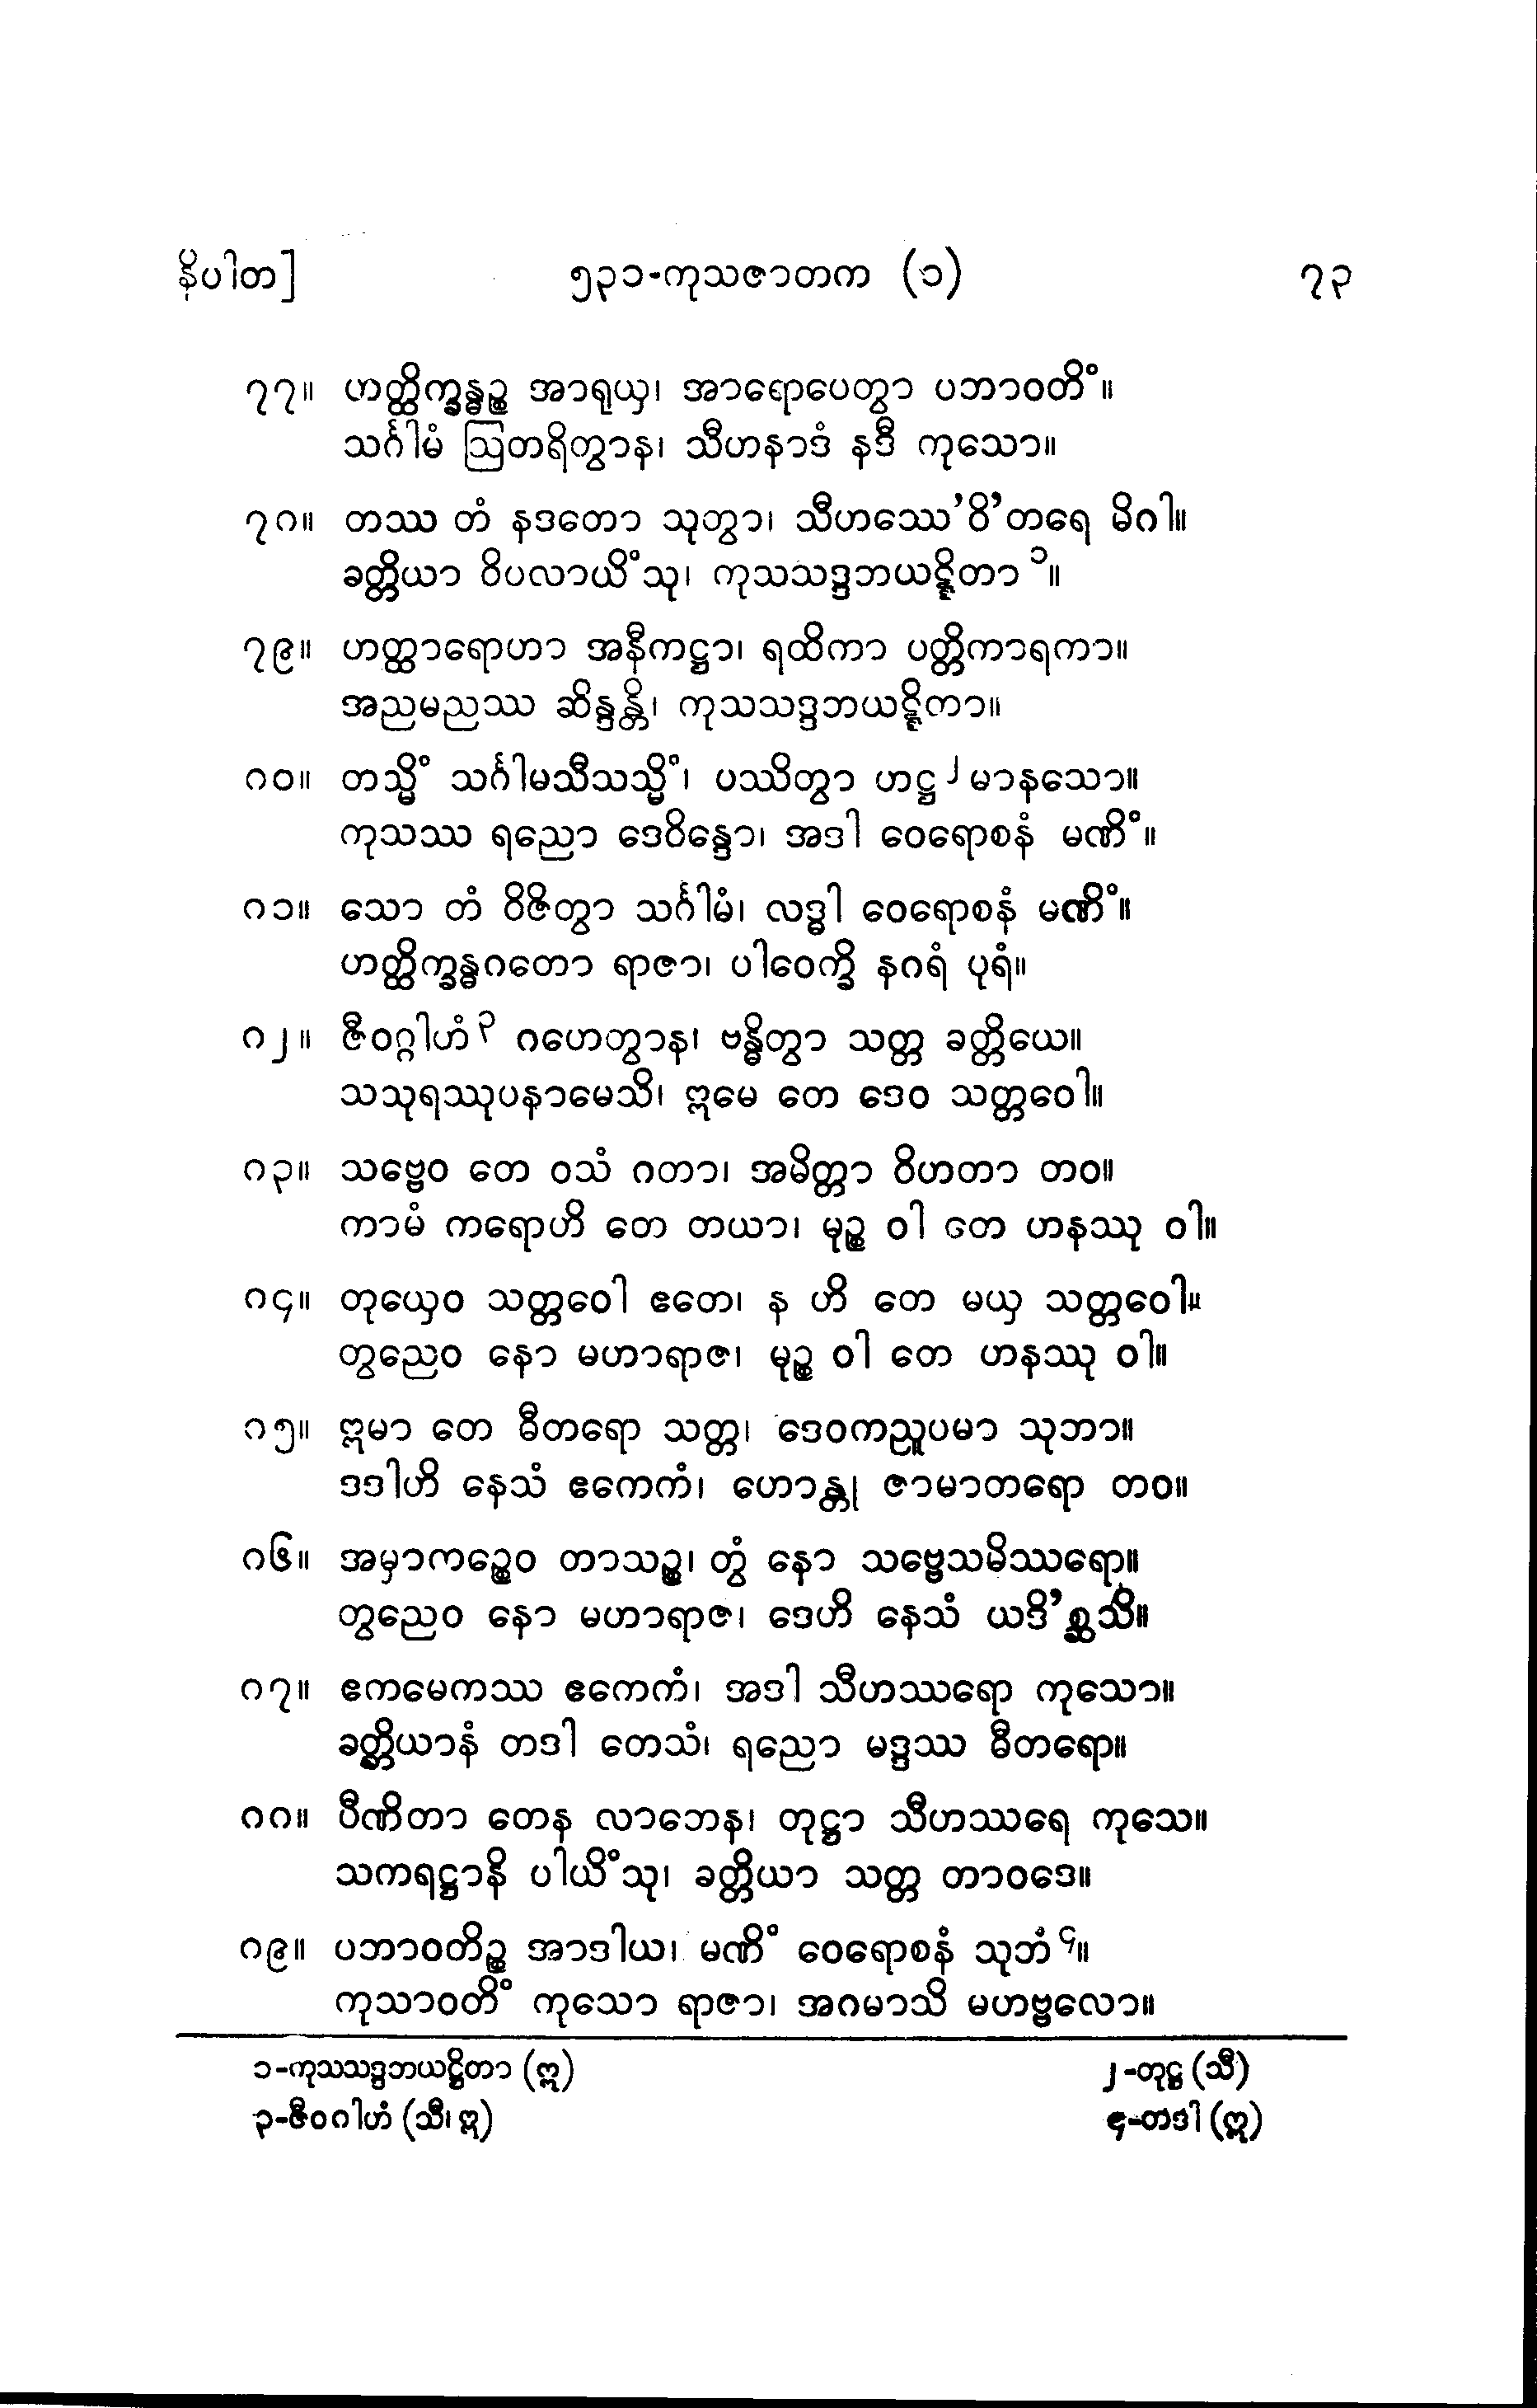 နိပါတ] ၅၃၁-ကုသဇာတက (၁) ၇၃
၇၇။ ဟတ္ထိက္ခန္ဓဉ္စ အာရုယှ၊ အာရောပေတွာ ပဘာဝတိံ။
သင်္ဂါမံ ဩတရိတွာန၊ သီဟနာဒံ နဒီ ကုသော။
၇၈။ တဿ တံ နဒတော သုတွာ၊ သီဟဿေ’ဝိ’တရေ မိဂါ။
ခတ္တိယာ ဝိပလာယိံသု၊ ကုသသဒ္ဒဘယဋ္ဋိတာ ၁။
၇၉။ ဟတ္ထာရောဟာ အနီကဋ္ဌာ၊ ရထိကာ ပတ္တိကာရကာ။
အညမညဿ ဆိန္ဒန္တိ၊ ကုသသဒ္ဒဘယဋ္ဋိတာ။
၈၀။ တသ္မိံ သင်္ဂါမသီသသ္မိံ၊ ပဿိတွာ ဟဋ္ဌ ၂ မာနသော။
ကုသဿ ရညော ဒေဝိန္ဒော၊ အဒါ ဝေရောစနံ မဏိံ။
၈၁။ သော တံ ဝိဇိတွာ သင်္ဂါမံ၊ လဒ္ဓါ ဝေရောစနံ မဏိံ။
ဟတ္ထိက္ခန္ဓဂတော ရာဇာ၊ ပါဝေက္ခိ နဂရံ ပုရံ။
၈၂။ ဇီဝဂ္ဂါဟံ ၃ ဂဟေတွာန၊ ဗန္ဓိတွာ သတ္တ ခတ္တိယေ။
သသုရဿုပနာမေသိ၊ ဣမေ တေ ဒေဝ သတ္တဝေါ။
၈၃။ သဗ္ဗေဝ တေ ဝသံ ဂတာ၊ အမိတ္တာ ဝိဟတာ တဝ။
ကာမံ ကရောဟိ တေ တယာ၊ မုဉ္စ ဝါ တေ ဟနဿု ဝါ။
၈၄။ တုယှေဝ သတ္တဝေါ ဧတေ၊ န ဟိ တေ မယှ သတ္တဝေါ။
တွညေဝ နော မဟာရာဇ၊ မုဉ္စ ဝါ တေ ဟနဿု ဝါ။
၈၅။ ဣမာ တေ ဓီတရော သတ္တ၊ ဒေဝကညူပမာ သုဘာ။
ဒဒါဟိ နေသံ ဧကေကံ၊ ဟောန္တု ဇာမာတရော တဝ။
၈၆။ အမှာကဉ္စေဝ တာသဉ္စ၊ တွံ နော သဗ္ဗေသမိဿရော။
တွညေဝ နော မဟာရာဇ၊ ဒေဟိ နေသံ ယဒိ’စ္ဆသိ။
၈၇။ ဧကမေကဿ ဧကေကံ၊ အဒါ သီဟဿရော ကုသော။
ခတ္တိယာနံ တဒါ တေသံ၊ ရညော မဒ္ဒဿ ဓီတရော။
၈၈။ ပီဏိတာ တေန လာဘေန၊ တုဋ္ဌာ သီဟဿရေ ကုသေ။
သကရဋ္ဌာနိ ပါယိံသု၊ ခတ္တိယာ သတ္တ တာဝဒေ။
၈၉။ ပဘာဝတိဉ္စ အာဒါယ၊ မဏိံ ဝေရောစနံ သုဘံ ၄။
ကုသာဝတိံ ကုသော ရာဇာ၊ အဂမာသိ မဟဗ္ဗလော။
၁-ကုသသဒ္ဒဘယဋ္ဌိတာ (ဣ) ၂-တုဋ္ဌ (သီ)
၃-ဇီဝဂါဟံ (သီ၊ ဣ) ၄-တဒါ (ဣ)